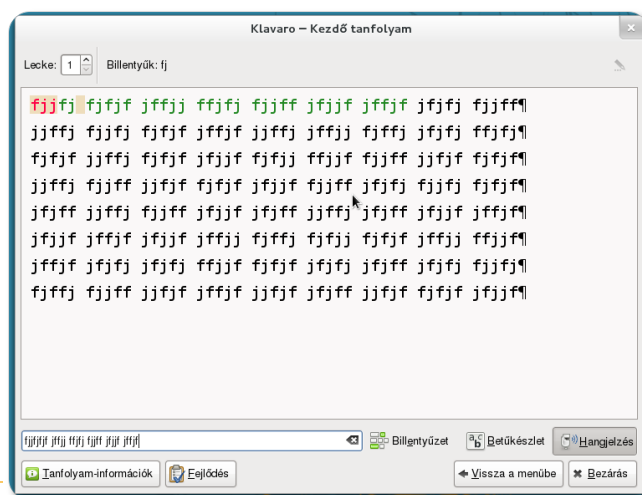 Klavaro – Kezdő tanfolyam
Lecke: 1 Billentyűk: fj
fjjfj fjfjf jffjj ffjfj fjjff jfjjf jffjf jfjfj fjjff¶
jjffj fjjfj fjfjf jffjf jjffj jffjj fjffj jfjfj ffjfj¶
fjfjf jjffj fjjff jfjjf fjfjj ffjjf fjjff jjfjf fjfjf¶
jjffj fjjff jjfjf fjfjf jfjjf fjjff jfjfj fjjfj fjfjf¶
jfjff jjffj fjjff jfjjf fjfjf jjffj jfjff jfjjf jffjf¶
jfjjf jffjf jfjff jffjj fjffj fjfjj fjfjf jffjj ffjjf¶
jffjf jfjfj jfjfj ffjjf fjfjf jfjfj jfjff jfjfj fjjfj¶
fjffj fjjff jjfjf jffjf jjfjf jfjff jjfjf fjfjf jfjjf¶
fjjfjfjf jffjj ffjfj fjjff jfjjf jffjf Billentyűzet Betűkészlet Hangjelzés
Tanfolyam-információk Fejlődés Vissza a menübe Bezárás